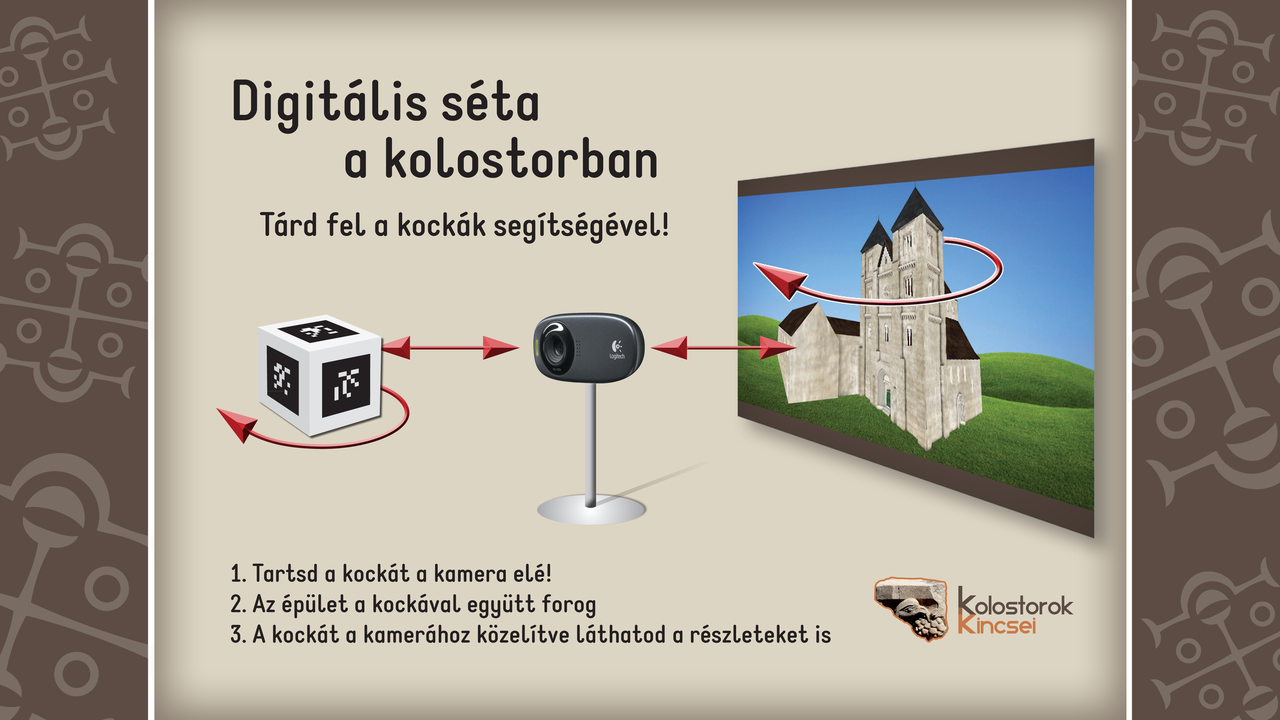 Digitális séta
a kolostorban
Tárd fel a kockák segítségével!
Logitech
1. Tartsd a kockát a kamera elé!
2. Az épület a kockával együtt forog
3. A kockát a kamerához közelítve láthatod a részleteket is
Kolostorok
Kincsei